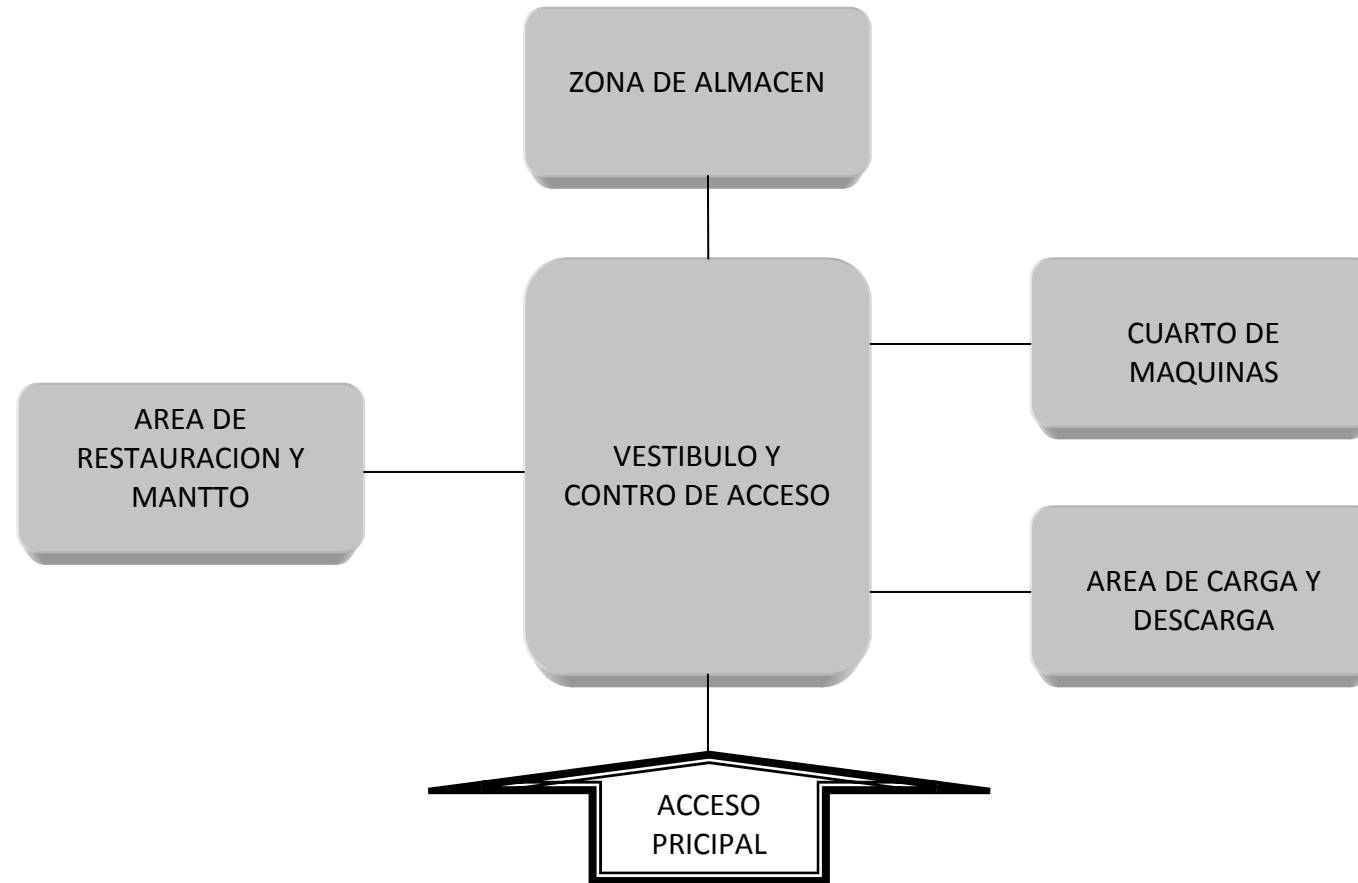 ZONA DE ALMACEN
CUARTO DE
MAQUINAS
AREA DE
RESTAURACION Y
MANTTO
VESTIBULO Y
CONTRO DE ACCESO
AREA DE CARGA Y
DESCARGA
ACCESO
PRICIPAL